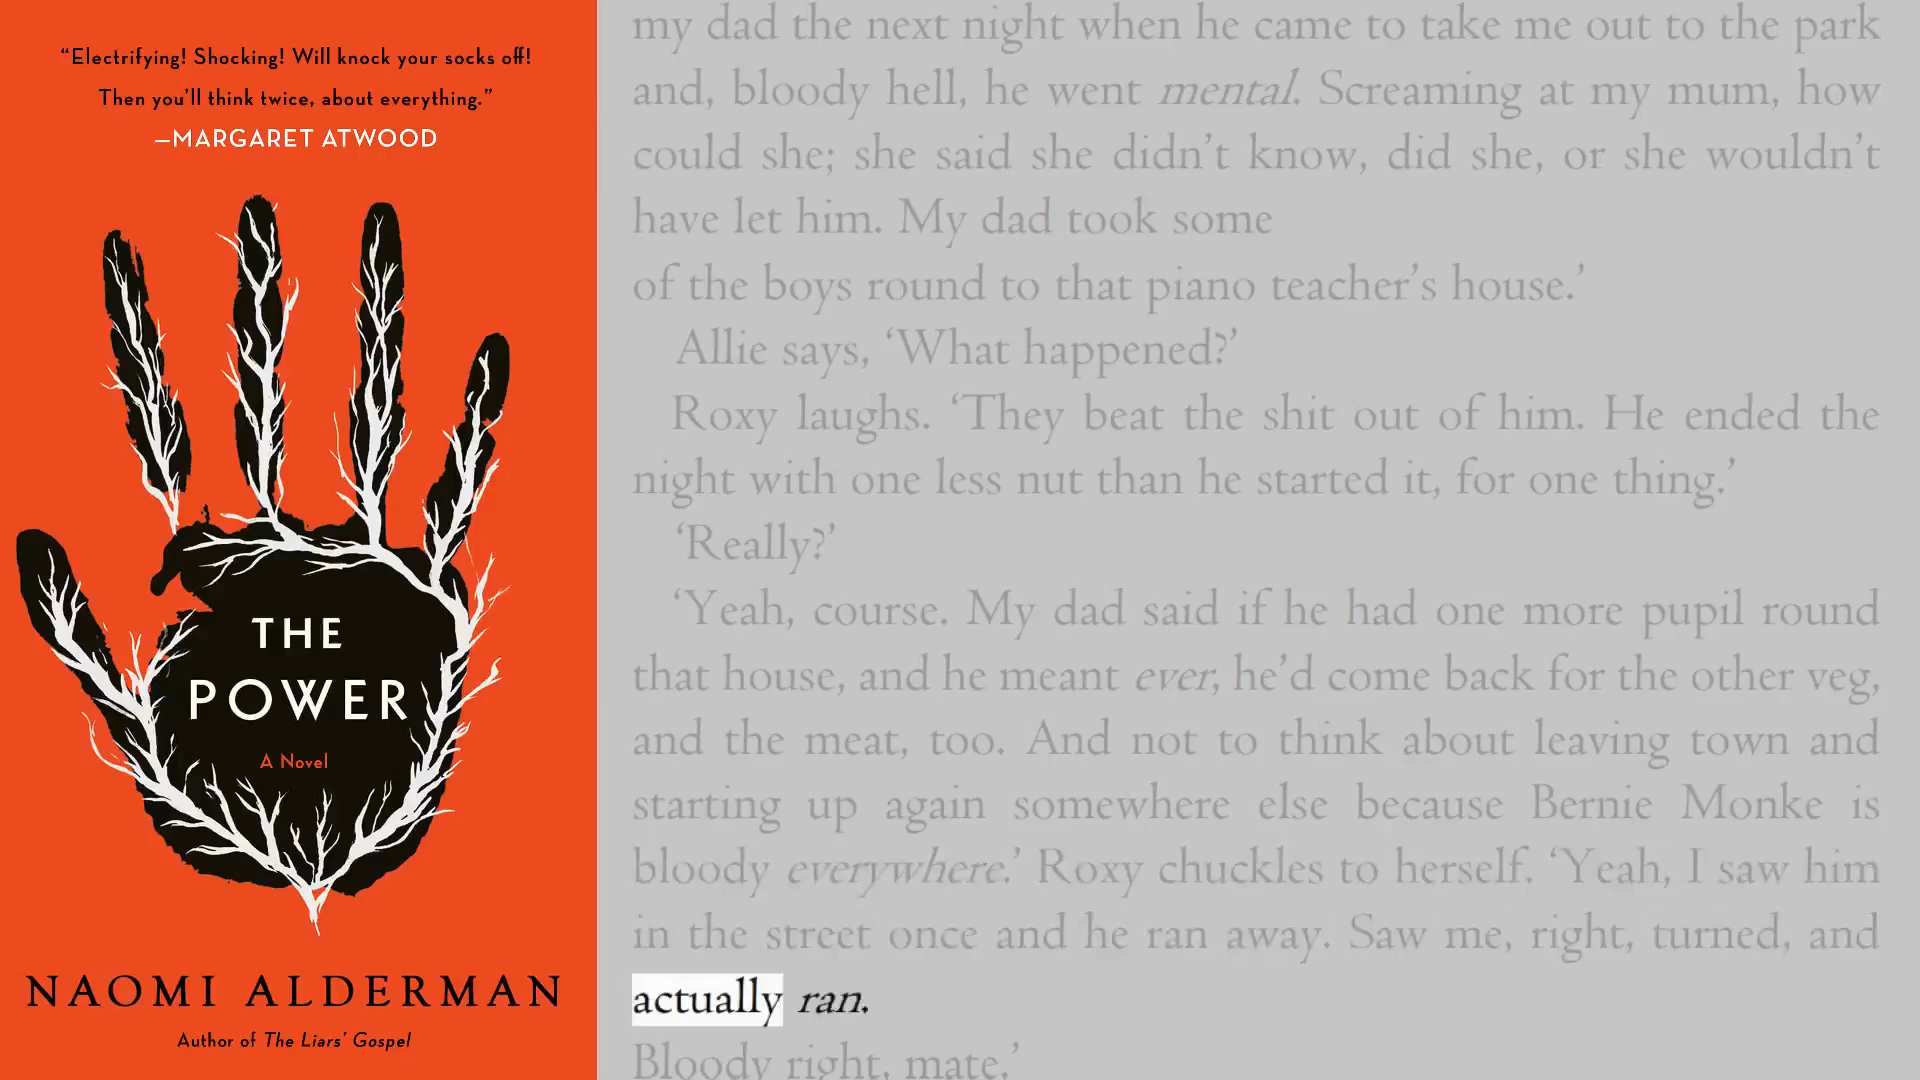 “Electrifying! Shocking! Will knock your socks off!
Then you’ll think twice, about everything.”
—MARGARET ATWOOD
THE
POWER
A Novel
NAOMI ALDERMAN
Author of The Liars’ Gospel
my dad the next night when he came to take me out to the park
and, bloody hell, he went mental. Screaming at my mum, how
could she; she said she didn’t know, did she, or she wouldn’t
have let him. My dad took some
of the boys round to that piano teacher’s house.’
Allie says, ‘What happened?’
Roxy laughs. ‘They beat the shit out of him. He ended the
night with one less nut than he started it, for one thing.’
‘Really?’
‘Yeah, course. My dad said if he had one more pupil round
that house, and he meant ever, he’d come back for the other veg,
and the meat, too. And not to think about leaving town and
starting up again somewhere else because Bernie Monke is
bloody everywhere.’ Roxy chuckles to herself. ‘Yeah, I saw him
in the street once and he ran away. Saw me, right, turned, and
actually ran.
Bloody right, mate.’